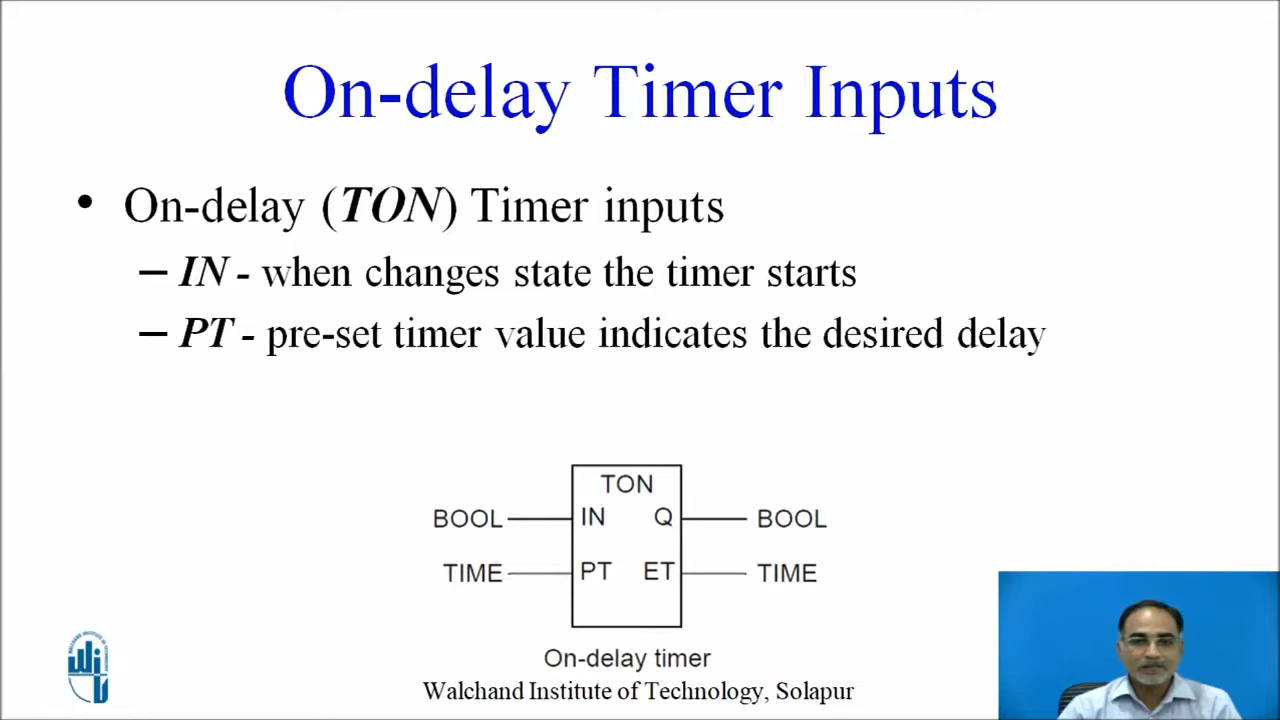 On-delay Timer Inputs
• On-delay (TON) Timer inputs
– IN - when changes state the timer starts
– PT - pre-set timer value indicates the desired delay
TON
BOOL IN Q BOOL
TIME PT ET TIME
On-delay timer
Walchand Institute of Technology, Solapur